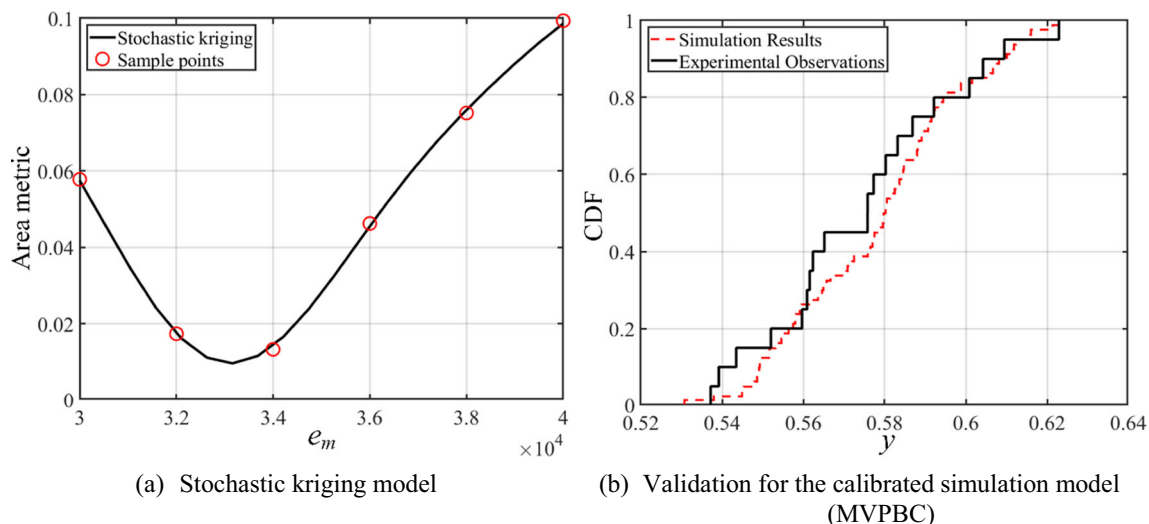 0.1
0.08
0.06
0.04
0.02
0
Area metric
Stochastic kriging
Sample points
3
3.2
3.4
3.6
3.8
4
e_m
×10^4
(a) Stochastic kriging model
1
0.8
0.6
0.4
0.2
0
CDF
Simulation Results
Experimental Observations
0.52
0.54
0.56
0.58
0.6
0.62
0.64
y
(b) Validation for the calibrated simulation model
(MVPBC)